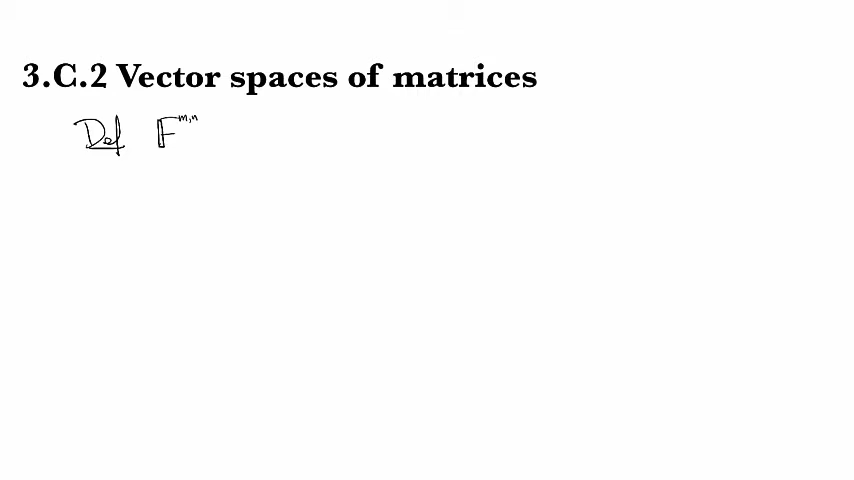 3.C.2 Vector spaces of matrices
Def 𝔽^{m,n}